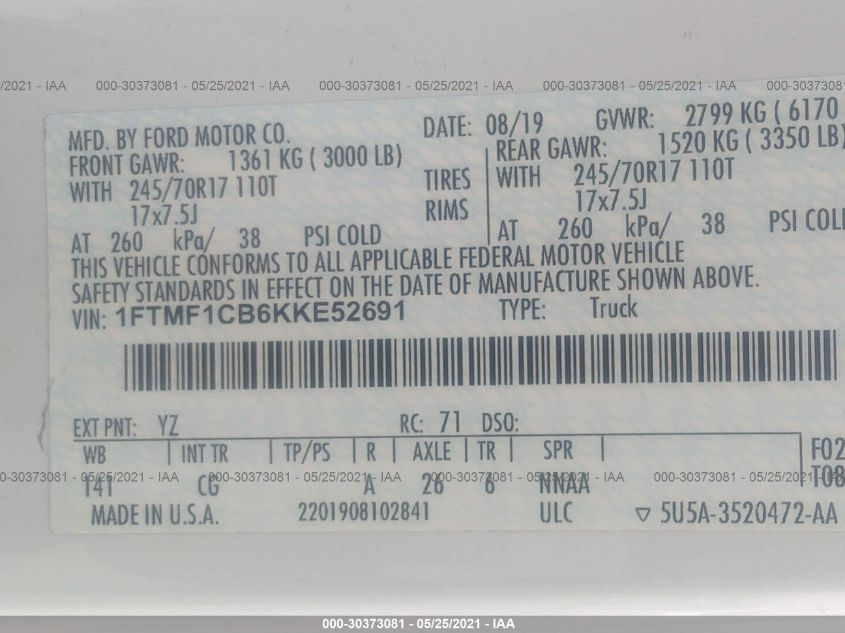 /2021 - IAA 000-30373081 - 05/25/2021 - IAA 000-30373081 - 05/25/2021 - IAA 000-30373081 - 05/25/2021 - IAA 000-3037308
MFD. BY FORD MOTOR CO. DATE: 08/19 GVWR: 2799 KG ( 6170
FRONT GAWR: 1361 KG ( 3000 LB) REAR GAWR: 1520 KG ( 3350 LB)
WITH 245/70R17 110T TIRES WITH 245/70R17 110T
17x7.5J RIMS 17x7.5J
AT 260 kPa/ 38 PSI COLD AT 260 kPa/ 38 PSI COL
THIS VEHICLE CONFORMS TO ALL APPLICABLE FEDERAL MOTOR VEHICLE
SAFETY STANDARDS IN EFFECT ON THE DATE OF MANUFACTURE SHOWN ABOVE.
VIN: 1FTMF1CB6KKE52691 TYPE: Truck
EXT PNT: YZ RC: 71 DSO:
WB INT TR TP/PS R AXLE TR SPR F02
0-30373081 - 05/25/2021 - IAA 000-30373081 - 05/25/2021 - IAA 000-30373081 - 05/25/2021 - IAA 000-30373081 - 05/25/2021 - IAA
141 CG A 26 6 NNAA T08
MADE IN U.S.A. 2201908102841 ULC ▽ 5U5A-3520472-AA
000-30373081 - 05/25/2021 - IAA